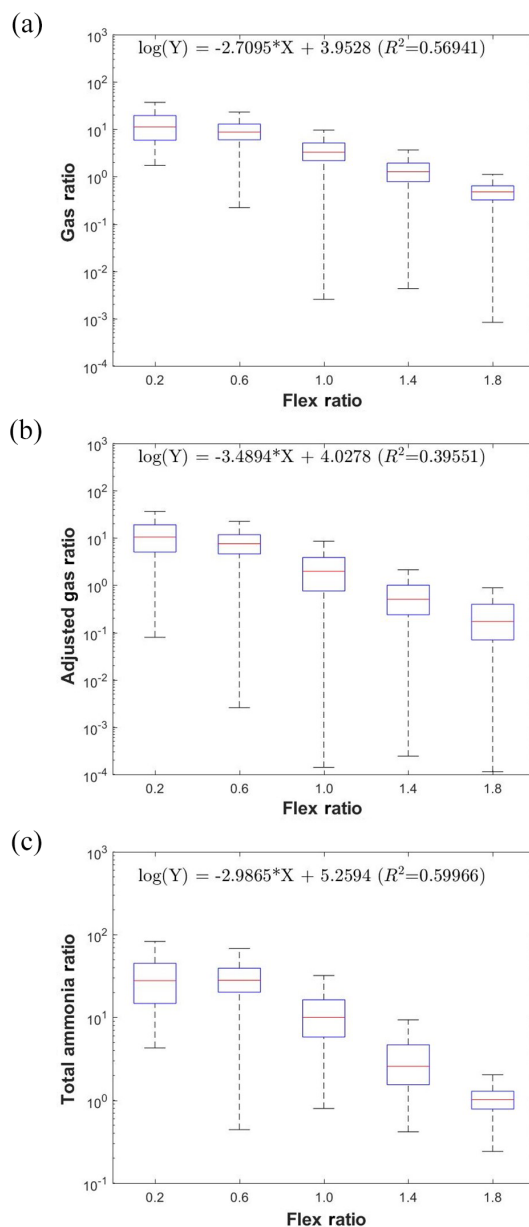 (a)
log(Y) = -2.7095*X + 3.9528 (R²=0.56941)
10³
10²
10¹
10⁰
10⁻¹
10⁻²
10⁻³
10⁻⁴
Gas ratio
0.2 0.6 1.0 1.4 1.8
Flex ratio
(b)
log(Y) = -3.4894*X + 4.0278 (R²=0.39551)
10³
10²
10¹
10⁰
10⁻¹
10⁻²
10⁻³
10⁻⁴
Adjusted gas ratio
0.2 0.6 1.0 1.4 1.8
Flex ratio
(c)
log(Y) = -2.9865*X + 5.2594 (R²=0.59966)
10³
10²
10¹
10⁰
10⁻¹
Total ammonia ratio
0.2 0.6 1.0 1.4 1.8
Flex ratio